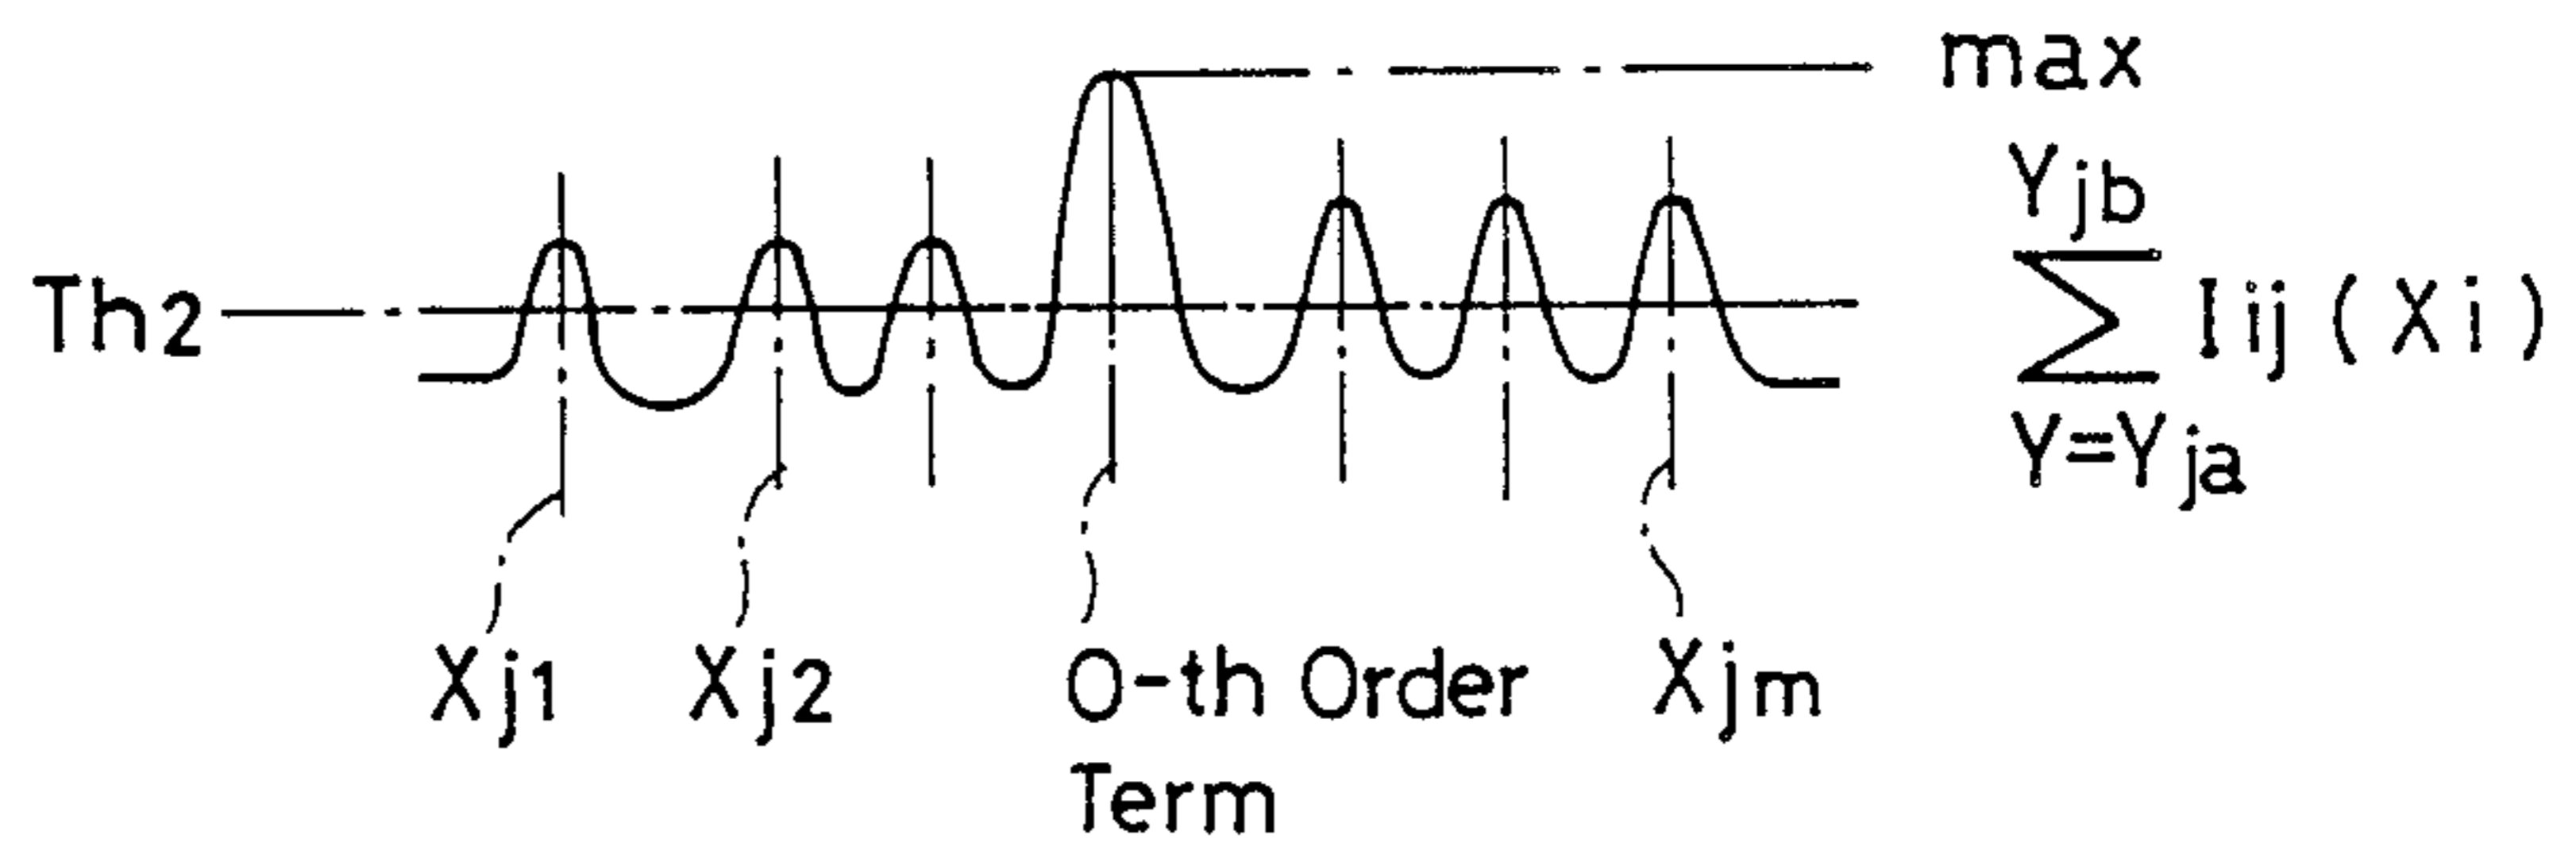 max
Yjb
Th2
Σ Iij (Xi)
Y=Yja
Xj1 Xj2 0-th Order Xjm
Term